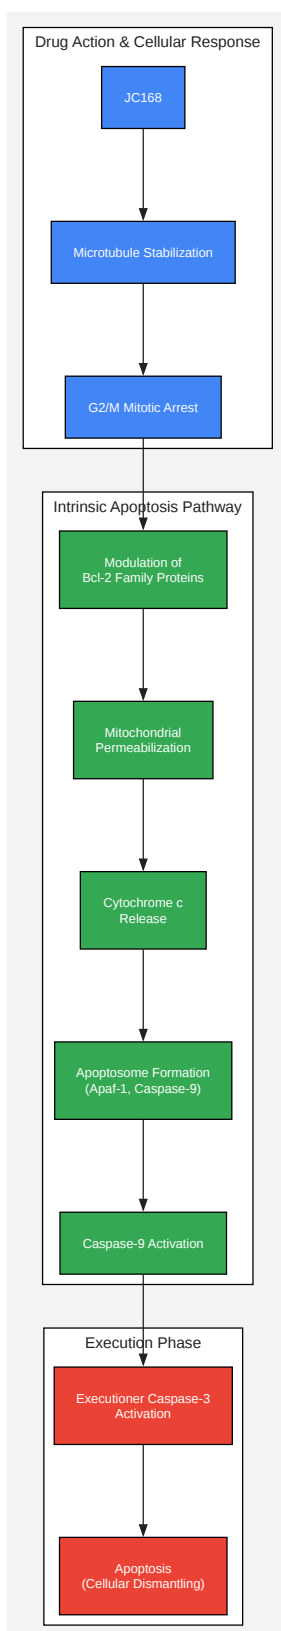 Drug Action & Cellular Response
JC168
Microtubule Stabilization
G2/M Mitotic Arrest
Intrinsic Apoptosis Pathway
Modulation of
Bcl-2 Family Proteins
Mitochondrial
Permeabilization
Cytochrome c
Release
Apoptosome Formation
(Apaf-1, Caspase-9)
Caspase-9 Activation
Execution Phase
Executioner Caspase-3
Activation
Apoptosis
(Cellular Dismantling)